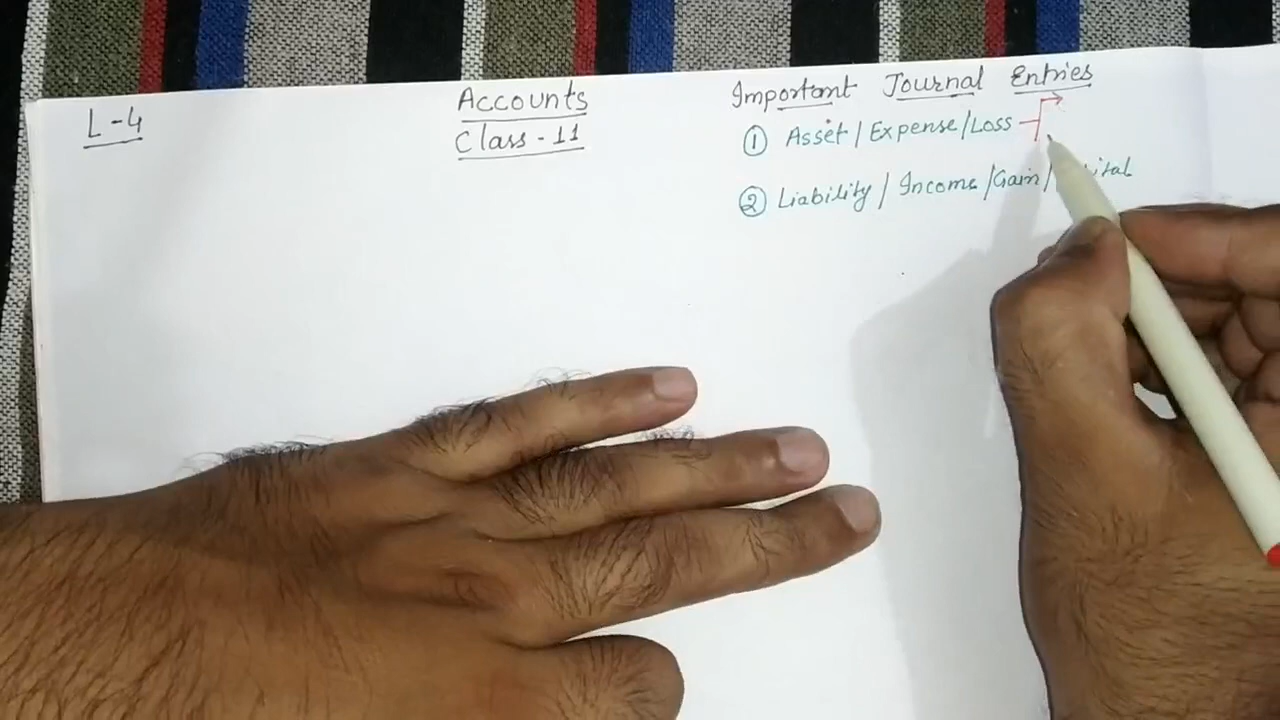 L-4
Accounts
Class - 11
Important Journal Entries
① Asset / Expense / Loss
② Liability / Income / Gain /